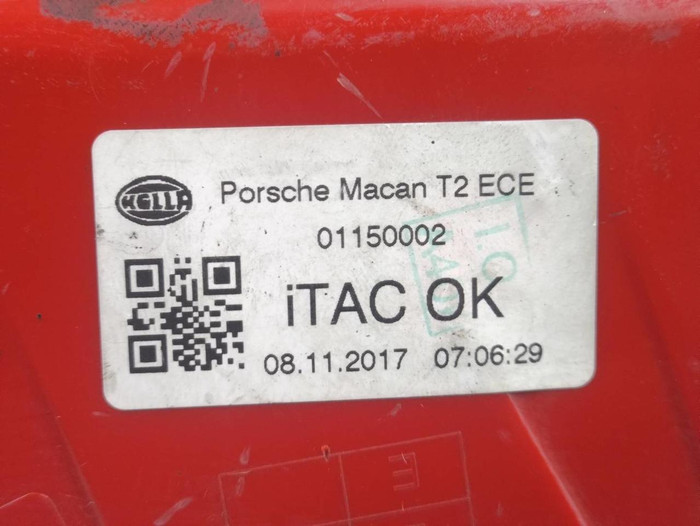 HELLA
Porsche Macan T2 ECE
01150002
iTAC OK
08.11.2017 07:06:29